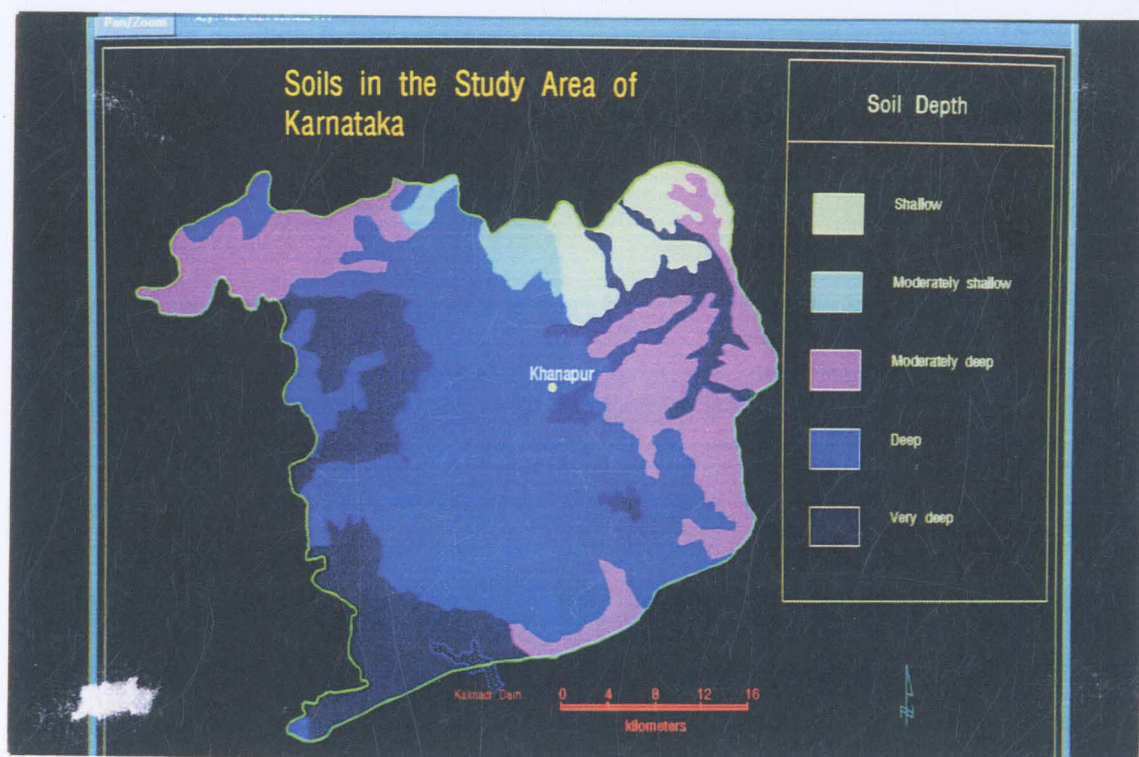 Pan/Zoom
Soils in the Study Area of
Karnataka
Soil Depth
Shallow
Moderately shallow
Moderately deep
Deep
Very deep
Khanapur
Kalinadi Dam
0 4 8 12 16
kilometers
N